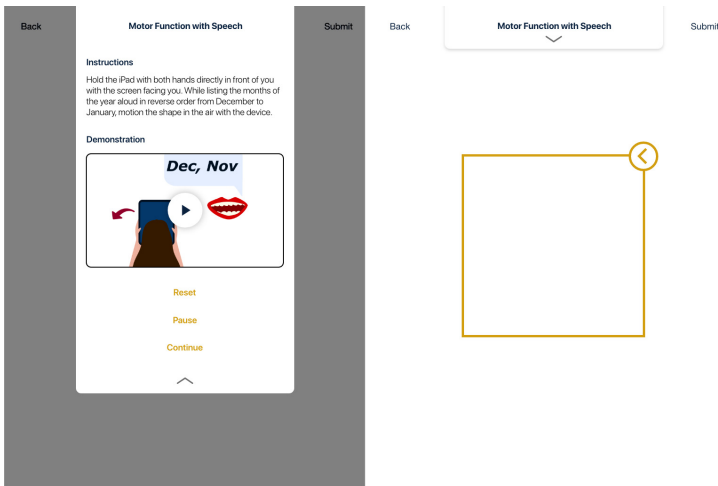 Back
Motor Function with Speech
Submit
Instructions
Hold the iPad with both hands directly in front of you
with the screen facing you. While listing the months of
the year aloud in reverse order from December to
January, motion the shape in the air with the device.
Demonstration
Dec, Nov
Reset
Pause
Continue
Back
Motor Function with Speech
Submit